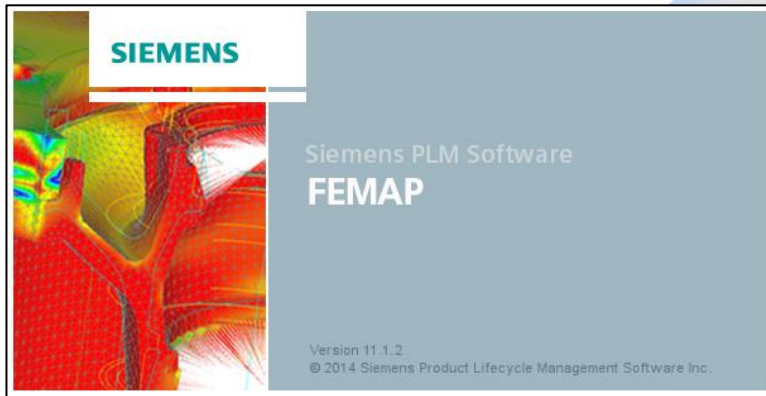 SIEMENS
Siemens PLM Software
FEMAP
Version 11.1.2
© 2014 Siemens Product Lifecycle Management Software Inc.